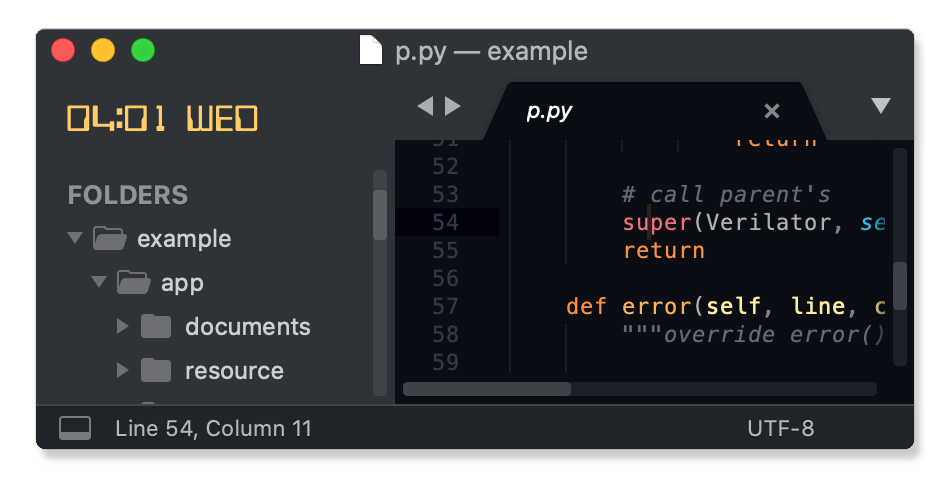 p.py — example
04:01 WED
p.py
FOLDERS
example
app
documents
resource
51 return
52
53 # call parent's
54 super(Verilator, se
55 return
56
57 def error(self, line, c
58 """override error()
59
Line 54, Column 11
UTF-8